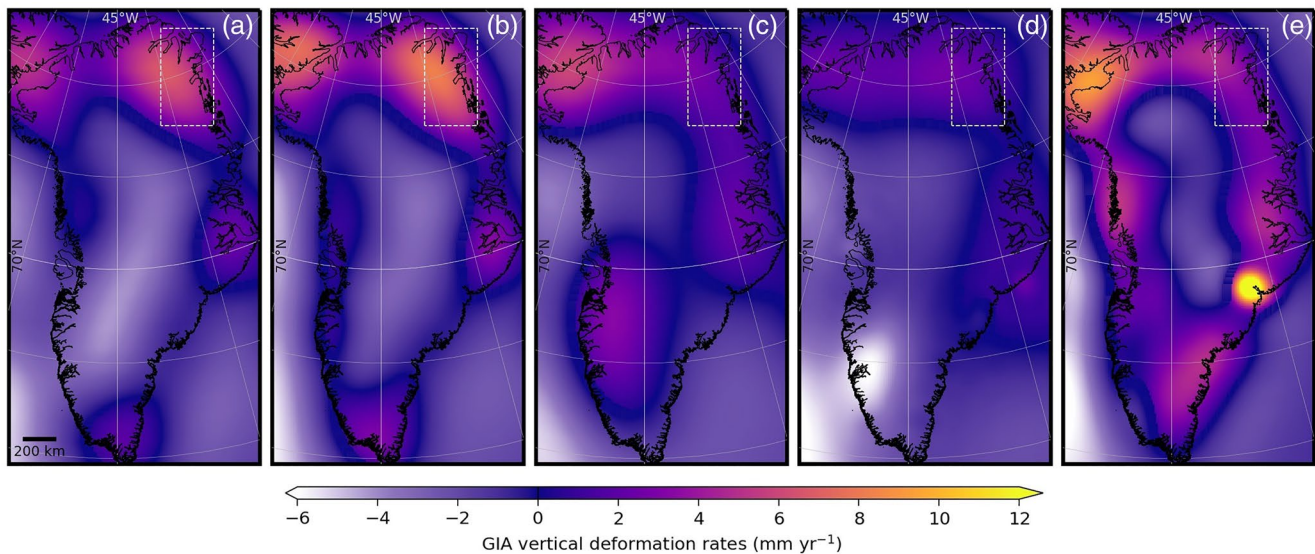 45°W (a)
45°W (b)
45°W (c)
45°W (d)
45°W (e)
70°N
70°N
70°N
70°N
70°N
200 km
−6 −4 −2 0 2 4 6 8 10 12
GIA vertical deformation rates (mm yr⁻¹)